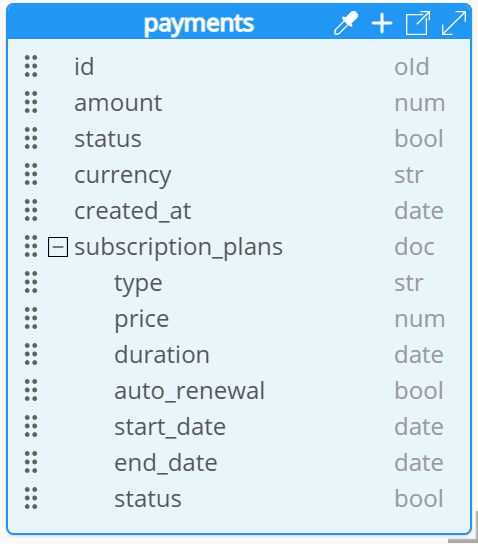 payments
id old
amount num
status bool
currency str
created_at date
subscription_plans doc
type str
price num
duration date
auto_renewal bool
start_date date
end_date date
status bool